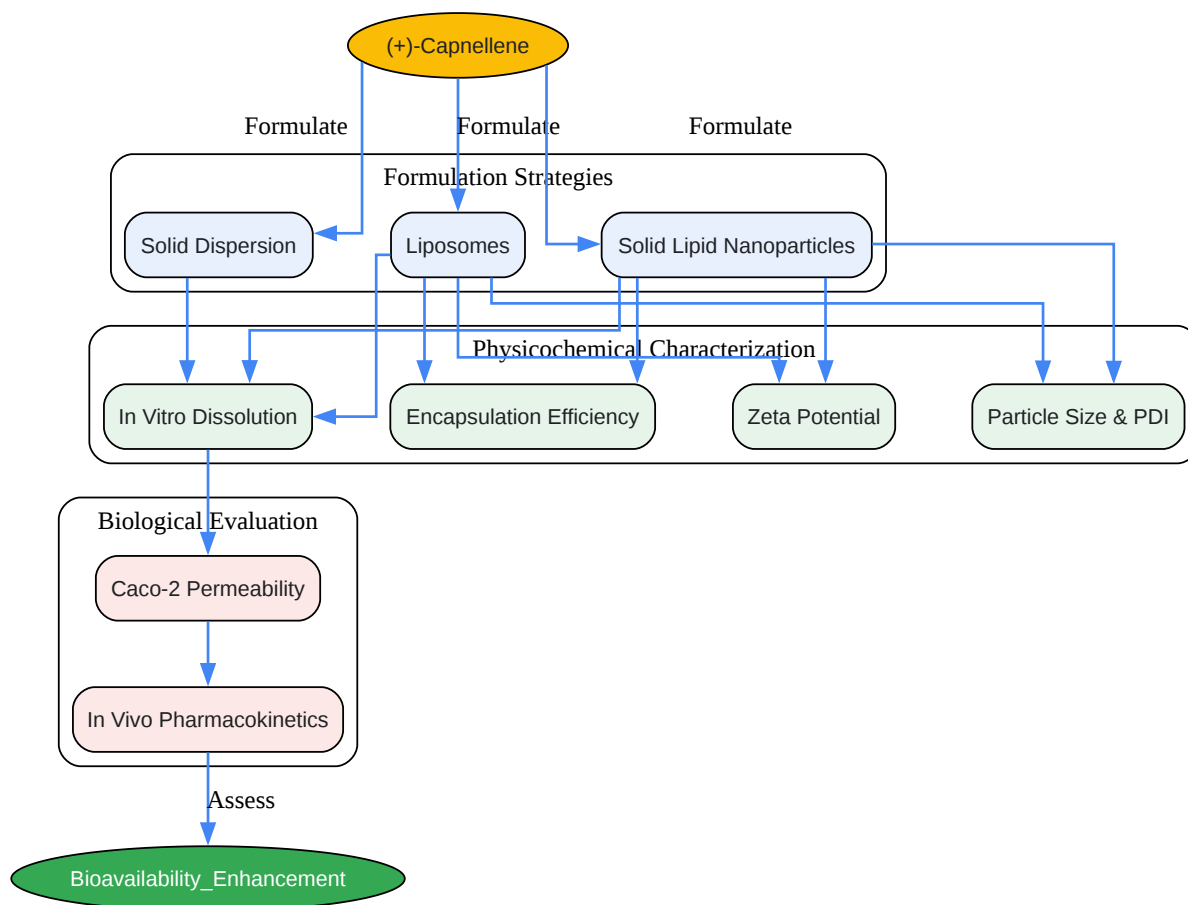 (+)-Capnellene
Formulate
Formulate
Formulate
Formulation Strategies
Solid Dispersion
Liposomes
Solid Lipid Nanoparticles
Physicochemical Characterization
In Vitro Dissolution
Encapsulation Efficiency
Zeta Potential
Particle Size & PDI
Biological Evaluation
Caco-2 Permeability
In Vivo Pharmacokinetics
Assess
Bioavailability_Enhancement